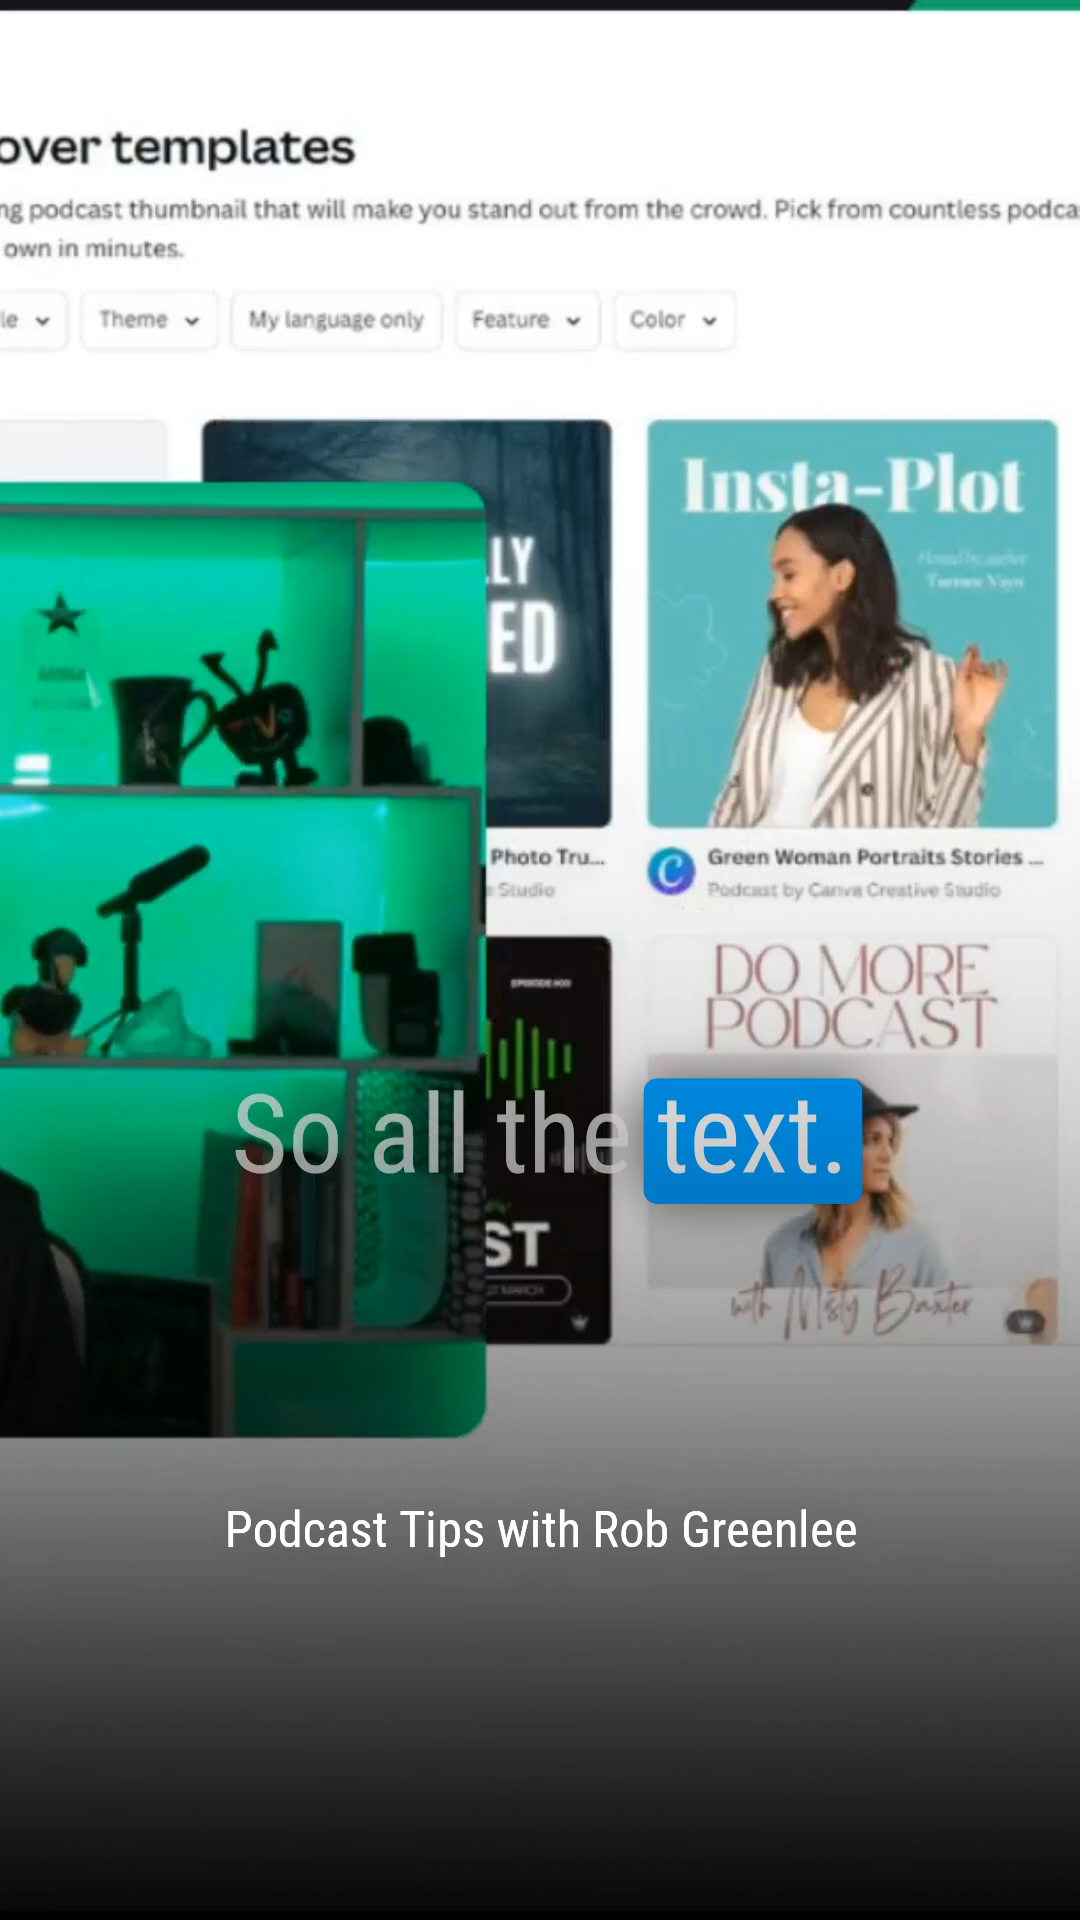 over templates
ng podcast thumbnail that will make you stand out from the crowd. Pick from countless podca
own in minutes.
le
Theme
My language only
Feature
Color
LY
ED
Insta-Plot
Photo Tru...
Studio
Green Woman Portraits Stories ...
Podcast by Canva Creative Studio
ST
27 MARCH
DO MORE
PODCAST
with Misty Baxter
So all the text.
Podcast Tips with Rob Greenlee